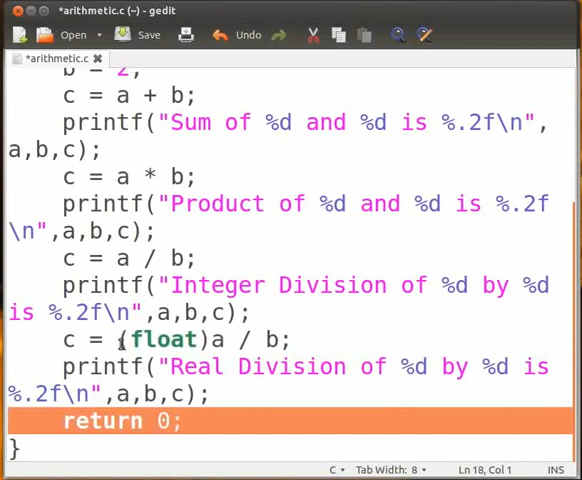 *arithmetic.c (~) - gedit
Open Save Undo
*arithmetic.c
b = 2;
c = a + b;
printf("Sum of %d and %d is %.2f\n",
a,b,c);
c = a * b;
printf("Product of %d and %d is %.2f
\n",a,b,c);
c = a / b;
printf("Integer Division of %d by %d
is %.2f\n",a,b,c);
c = (float)a / b;
printf("Real Division of %d by %d is
%.2f\n",a,b,c);
return 0;
}
C Tab Width: 8 Ln 18, Col 1 INS